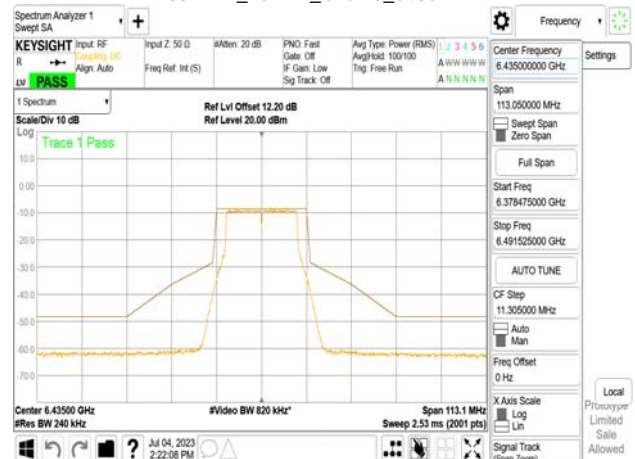 Spectrum Analyzer 1
Swept SA
Frequency
KEYSIGHT
Input: RF
Coupling: DC
Align: Auto
Input Z: 50 Ω
Freq Ref: Int (S)
#Atten: 20 dB
PNO: Fast
Gate: Off
IF Gain: Low
Sig Track: Off
Avg Type: Power (RMS)
Avg|Hold: 100/100
Trig: Free Run
1 2 3 4 5 6
A W W W W W
A N N N N N
R
LVI PASS
Center Frequency
6.435000000 GHz
Settings
Span
113.050000 MHz
Swept Span
Zero Span
Full Span
Start Freq
6.378475000 GHz
Stop Freq
6.491525000 GHz
AUTO TUNE
CF Step
11.305000 MHz
Auto
Man
Freq Offset
0 Hz
X Axis Scale
Log
Lin
Signal Track
(Span Zoom)
Local
Prototype
Limited
Sale
Allowed
1 Spectrum
Scale/Div 10 dB
Ref Lvl Offset 12.20 dB
Ref Level 20.00 dBm
Log
Trace 1 Pass
10.0
0.00
-10.0
-20.0
-30.0
-40.0
-50.0
-60.0
-70.0
Center 6.43500 GHz
#Res BW 240 kHz
#Video BW 820 kHz*
Span 113.1 MHz
Sweep 2.53 ms (2001 pts)
Jul 04, 2023
2:22:08 PM